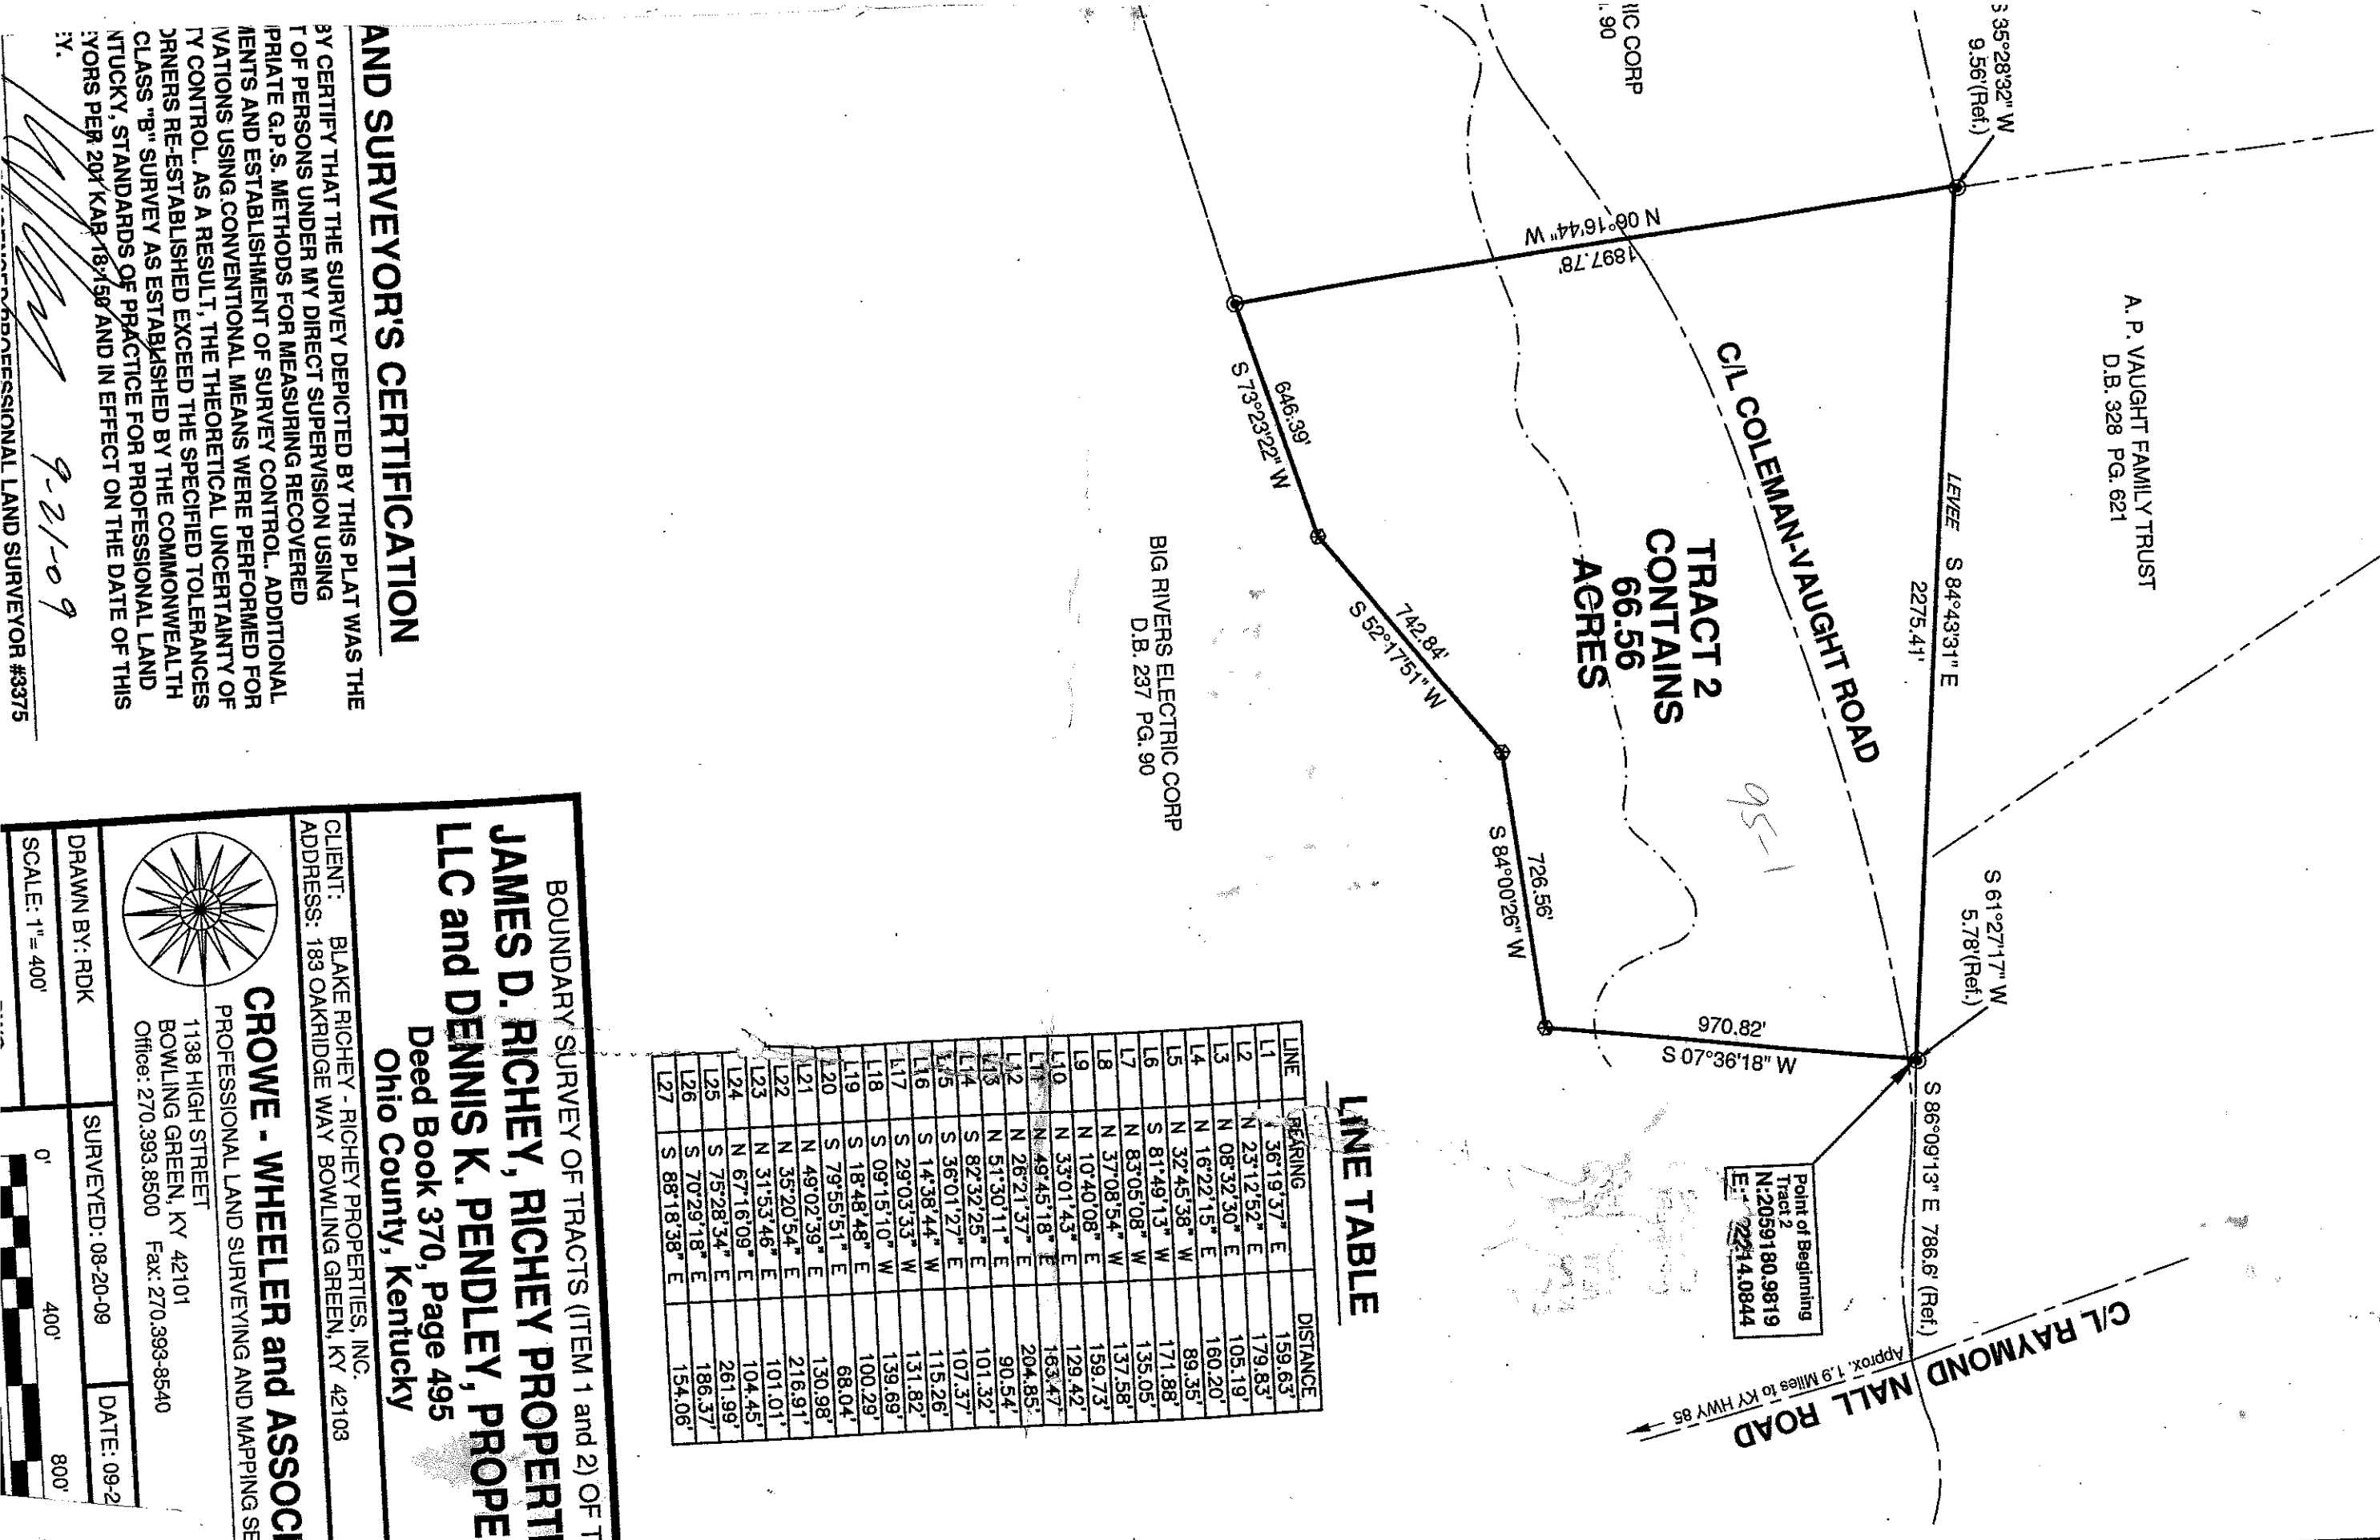 S 35°28'32" W
9.56'(Ref.)
IC CORP
. 90
A. P. VAUGHT FAMILY TRUST
D.B. 328 PG. 621
LEVEE S 84°43'31" E
2275.41'
N 06°16'44" W
1897.78'
C/L COLEMAN-VAUGHT ROAD
TRACT 2
CONTAINS
66.56
ACRES
95-1
646.39'
S 73°23'22" W
742.84'
S 52°17'51" W
726.56'
S 84°00'26" W
970.82'
S 07°36'18" W
S 61°27'17" W
5.78'(Ref.)
S 86°09'13" E 786.6' (Ref.)
Point of Beginning
Tract 2
N:2059180.9819
C/L RAYMOND NALL ROAD
Approx. 1.9 Miles to KY HWY 85
BIG RIVERS ELECTRIC CORP
D.B. 237 PG. 90
LINE TABLE
LINE BEARING DISTANCE
L1 36°19'37" E 159.63'
L2 N 23°12'52" E 179.83'
L3 N 08°32'30" E 105.19'
L4 N 16°22'15" E 160.20'
L5 N 32°45'38" W 89.35'
L6 S 81°49'13" W 171.88'
L7 N 83°05'08" W 135.05'
L8 N 37°08'54" W 137.58'
L9 N 10°40'08" E 159.73'
L10 N 33°01'43" E 129.42'
L11 N 49°45'18" E 163.47'
L12 N 26°21'37" E 204.85'
L13 N 51°30'11" E 90.54'
L14 S 82°32'25" E 101.32'
L15 S 36°01'27" E 107.37'
L16 S 14°38'44" W 115.26'
L17 S 29°03'33" W 131.82'
L18 S 09°15'10" W 139.69'
L19 S 18°48'48" E 100.29'
L20 S 79°55'51" E 68.04'
L21 N 49°02'39" E 130.98'
L22 N 35°20'54" E 216.91'
L23 N 31°53'46" E 101.01'
L24 N 67°16'09" E 104.45'
L25 S 75°28'34" E 261.99'
L26 S 70°29'18" E 186.37'
L27 S 88°18'38" E 154.06'
AND SURVEYOR'S CERTIFICATION
BY CERTIFY THAT THE SURVEY DEPICTED BY THIS PLAT WAS THE
T OF PERSONS UNDER MY DIRECT SUPERVISION USING
PRIATE G.P.S. METHODS FOR MEASURING RECOVERED
MENTS AND ESTABLISHMENT OF SURVEY CONTROL. ADDITIONAL
VATIONS USING CONVENTIONAL MEANS WERE PERFORMED FOR
TY CONTROL. AS A RESULT, THE THEORETICAL UNCERTAINTY OF
ORNERS RE-ESTABLISHED EXCEED THE SPECIFIED TOLERANCES
CLASS "B" SURVEY AS ESTABLISHED BY THE COMMONWEALTH
NTUCKY, STANDARDS OF PRACTICE FOR PROFESSIONAL LAND
EYORS PER 201 KAR 18:150 AND IN EFFECT ON THE DATE OF THIS
EY.
9-21-09
PROFESSIONAL LAND SURVEYOR #3375
BOUNDARY SURVEY OF TRACTS (ITEM 1 and 2) OF T
JAMES D. RICHEY, RICHEY PROPERTI
LLC and DENNIS K. PENDLEY, PROPE
Deed Book 370, Page 495
Ohio County, Kentucky
CLIENT: BLAKE RICHEY - RICHEY PROPERTIES, INC.
ADDRESS: 183 OAKRIDGE WAY BOWLING GREEN, KY 42103
CROWE - WHEELER and ASSOCI
PROFESSIONAL LAND SURVEYING AND MAPPING SE
1138 HIGH STREET
BOWLING GREEN, KY 42101
Office: 270.393.8500 Fax: 270.393-8540
DRAWN BY: RDK
SURVEYED: 08-20-09
DATE: 09-2
SCALE: 1"= 400'
0' 400' 800'